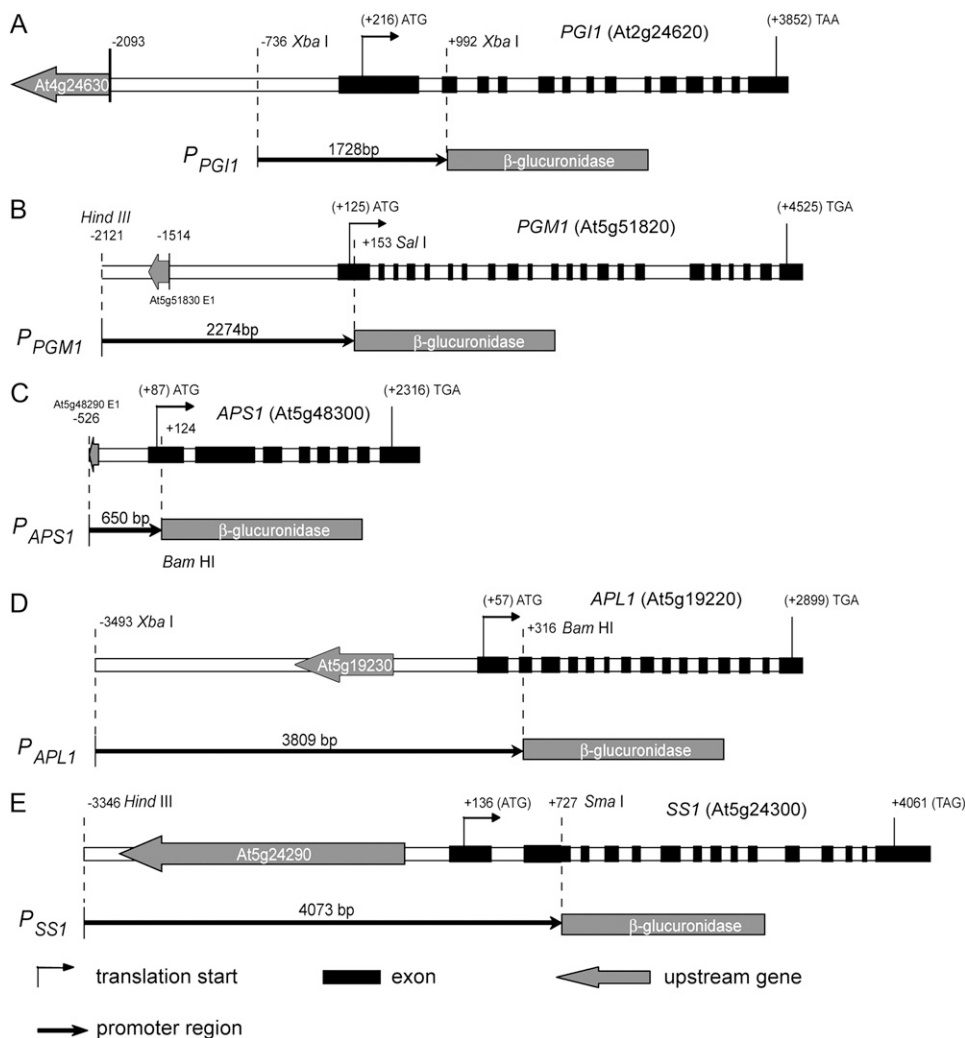 A
-2093
-736 Xba I
(+216) ATG
+992 Xba I
PGI1 (At2g24620)
(+3852) TAA
At4g24630
1728bp
PPGI1
β-glucuronidase
B
Hind III
-2121
-1514
(+125) ATG
+153 Sal I
PGM1 (At5g51820)
(+4525) TGA
At5g51830 E1
2274bp
PPGM1
β-glucuronidase
C
At5g48290 E1
-526
(+87) ATG
+124
APS1 (At5g48300)
(+2316) TGA
650 bp
PAPS1
β-glucuronidase
Bam HI
D
-3493 Xba I
(+57) ATG
+316 Bam HI
APL1 (At5g19220)
(+2899) TGA
At5g19230
3809 bp
PAPL1
β-glucuronidase
E
-3346 Hind III
+136 (ATG)
+727 Sma I
SS1 (At5g24300)
+4061 (TAG)
At5g24290
4073 bp
PSS1
β-glucuronidase
translation start
exon
upstream gene
promoter region